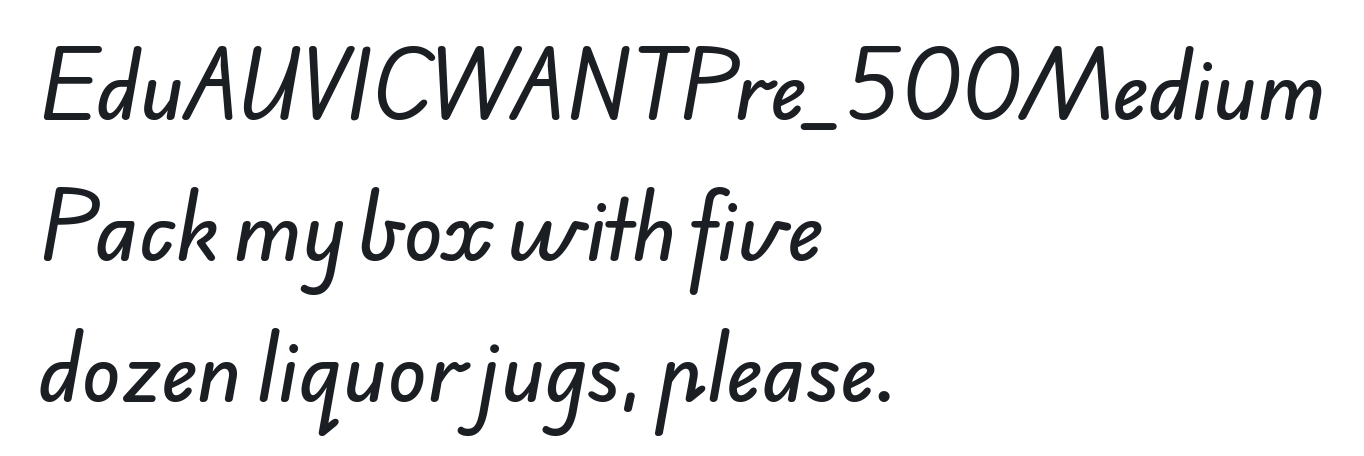 EduAUVICWANTPre_500Medium
Pack my box with five
dozen liquor jugs, please.